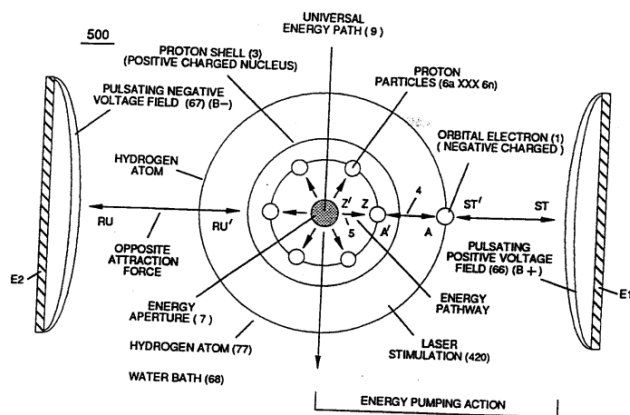 500
UNIVERSAL
ENERGY PATH (9)
PROTON SHELL (3)
(POSITIVE CHARGED NUCLEUS)
PROTON
PARTICLES (6a XXX 6n)
PULSATING NEGATIVE
VOLTAGE FIELD (67) (B-)
ORBITAL ELECTRON (1)
(NEGATIVE CHARGED)
HYDROGEN
ATOM
4
Z' Z
ST' ST
RU RU'
5 A' A
OPPOSITE
ATTRACTION
FORCE
PULSATING
POSITIVE VOLTAGE
FIELD (66) (B+)
E2
E1
ENERGY
APERTURE (7)
ENERGY
PATHWAY
HYDROGEN ATOM (77)
LASER
STIMULATION (420)
WATER BATH (68)
ENERGY PUMPING ACTION